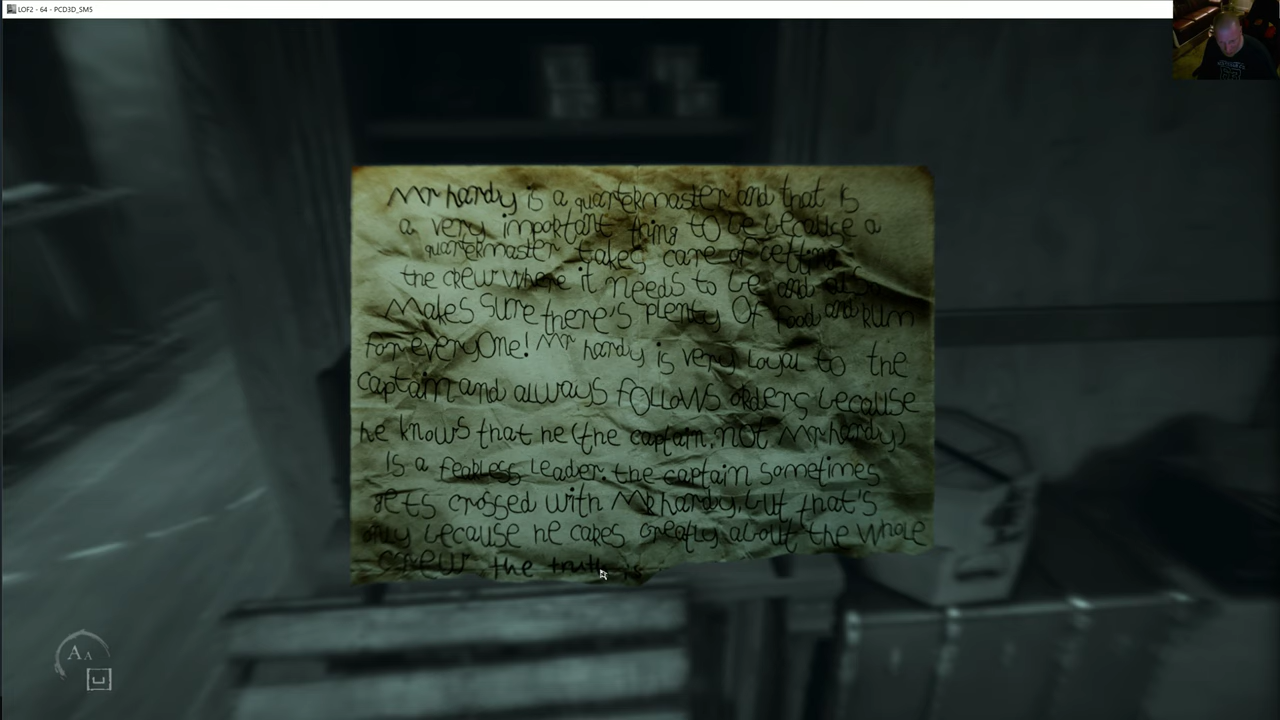 LOF2 - 64 - PCD3D_SM5
Mr hardy is a quartermaster and that is
a very important thing to be because a
quartermaster takes care of getting
the crew where it needs to be and also
Makes Sure there's plenty Of food and RUM
for everyOne! Mr hardy is very loyal to the
captain and always follows orders because
he knows that he (the captain, not Mr hardy)
is a fearless leader. the captain sometimes
gets crossed with Mr hardy, but that's
only because he cares greatly about the whole
crew the truth is
AA